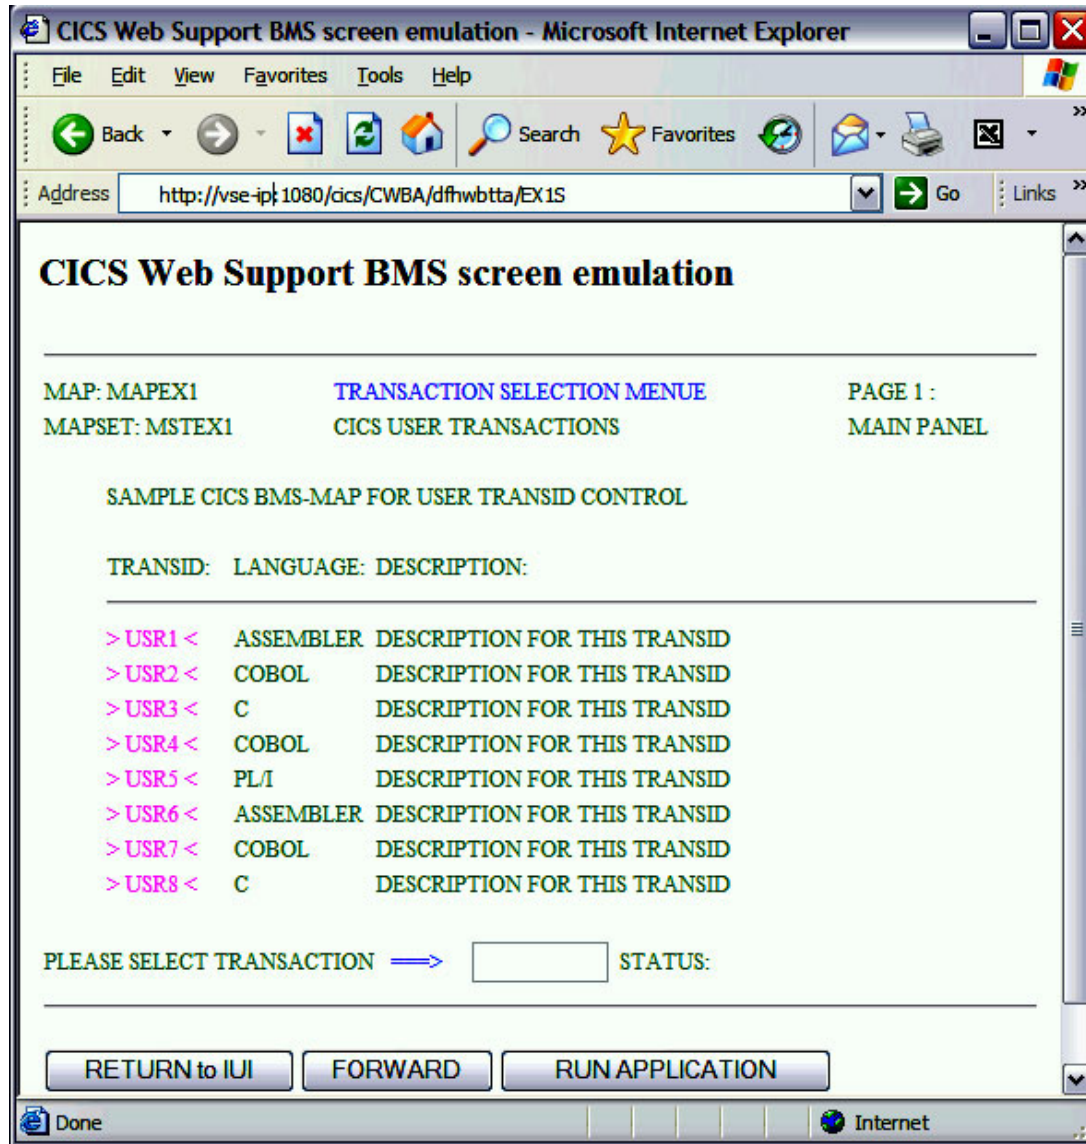 CICS Web Support BMS screen emulation - Microsoft Internet Explorer
File Edit View Favorites Tools Help
Back Search Favorites
Address http://vse-ip:1080/cics/CWBA/dfhwbtta/EX1S Go Links
CICS Web Support BMS screen emulation
MAP: MAPEX1 TRANSACTION SELECTION MENUE PAGE 1 :
MAPSET: MSTEX1 CICS USER TRANSACTIONS MAIN PANEL
SAMPLE CICS BMS-MAP FOR USER TRANSID CONTROL
TRANSID: LANGUAGE: DESCRIPTION:
> USR1 < ASSEMBLER DESCRIPTION FOR THIS TRANSID
> USR2 < COBOL DESCRIPTION FOR THIS TRANSID
> USR3 < C DESCRIPTION FOR THIS TRANSID
> USR4 < COBOL DESCRIPTION FOR THIS TRANSID
> USR5 < PL/I DESCRIPTION FOR THIS TRANSID
> USR6 < ASSEMBLER DESCRIPTION FOR THIS TRANSID
> USR7 < COBOL DESCRIPTION FOR THIS TRANSID
> USR8 < C DESCRIPTION FOR THIS TRANSID
PLEASE SELECT TRANSACTION ===> STATUS:
RETURN to IUI FORWARD RUN APPLICATION
Done Internet